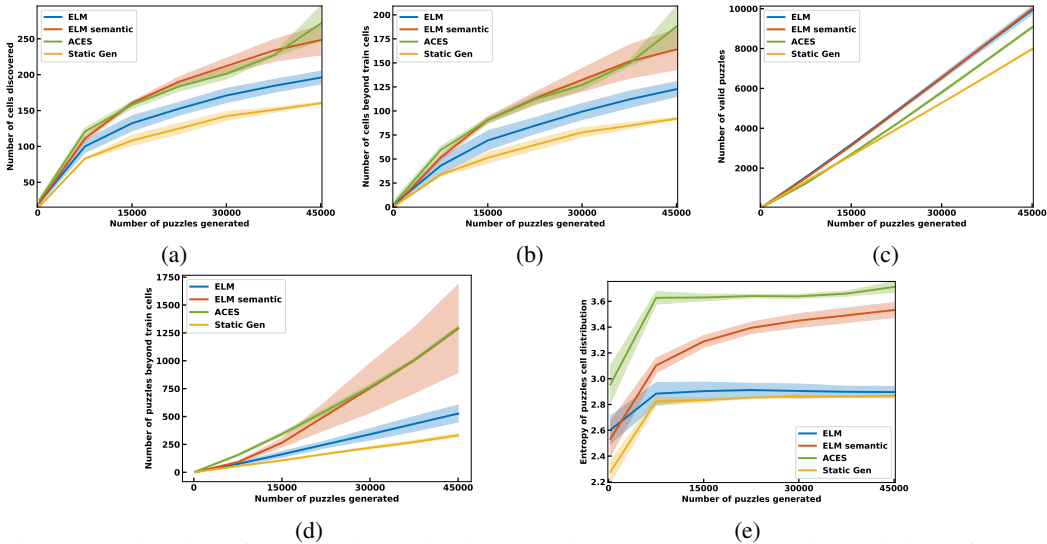 ELM
ELM semantic
ACES
Static Gen
Number of cells discovered
250
200
150
100
50
0
15000
30000
45000
Number of puzzles generated
(a)
ELM
ELM semantic
ACES
Static Gen
Number of cells beyond train cells
200
175
150
125
100
75
50
25
0
0
15000
30000
45000
Number of puzzles generated
(b)
ELM
ELM semantic
ACES
Static Gen
Number of valid puzzles
10000
8000
6000
4000
2000
0
15000
30000
45000
Number of puzzles generated
(c)
ELM
ELM semantic
ACES
Static Gen
Number of puzzles beyond train cells
1750
1500
1250
1000
750
500
250
0
0
15000
30000
45000
Number of puzzles generated
(d)
ELM
ELM semantic
ACES
Static Gen
Entropy of puzzles cell distribution
3.6
3.4
3.2
3.0
2.8
2.6
2.4
2.2
0
15000
30000
45000
Number of puzzles generated
(e)